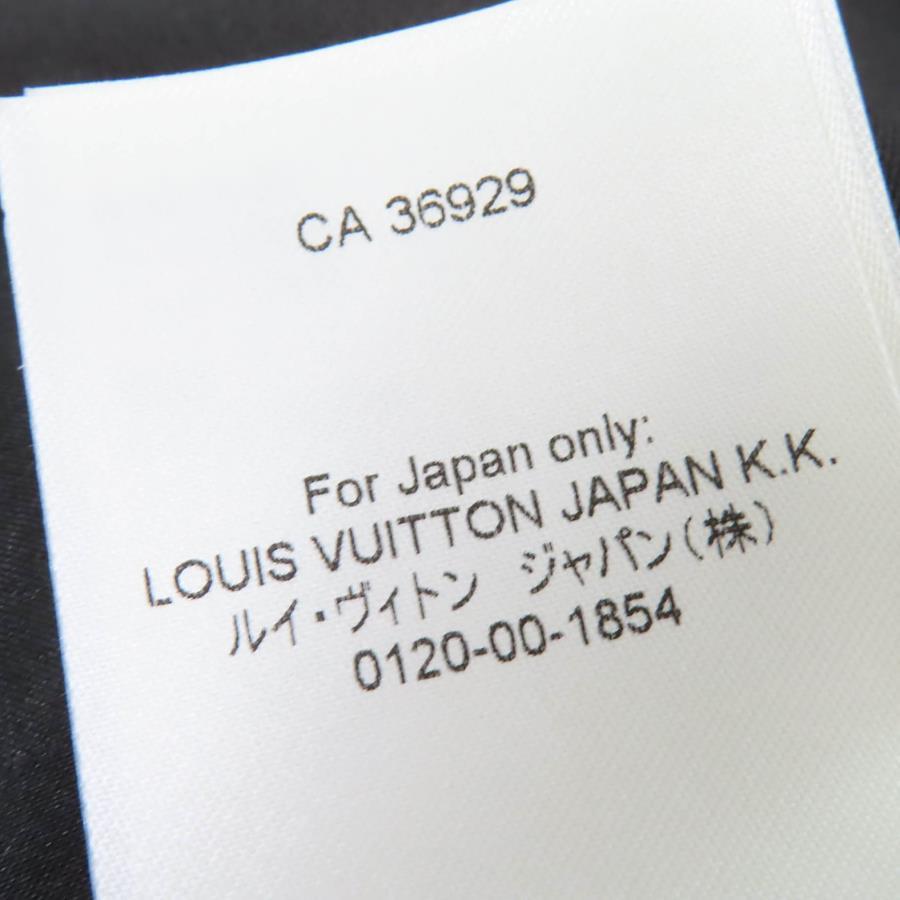 CA 36929
For Japan only:
LOUIS VUITTON JAPAN K.K.
ルイ・ヴィトン　ジャパン(株)
0120-00-1854